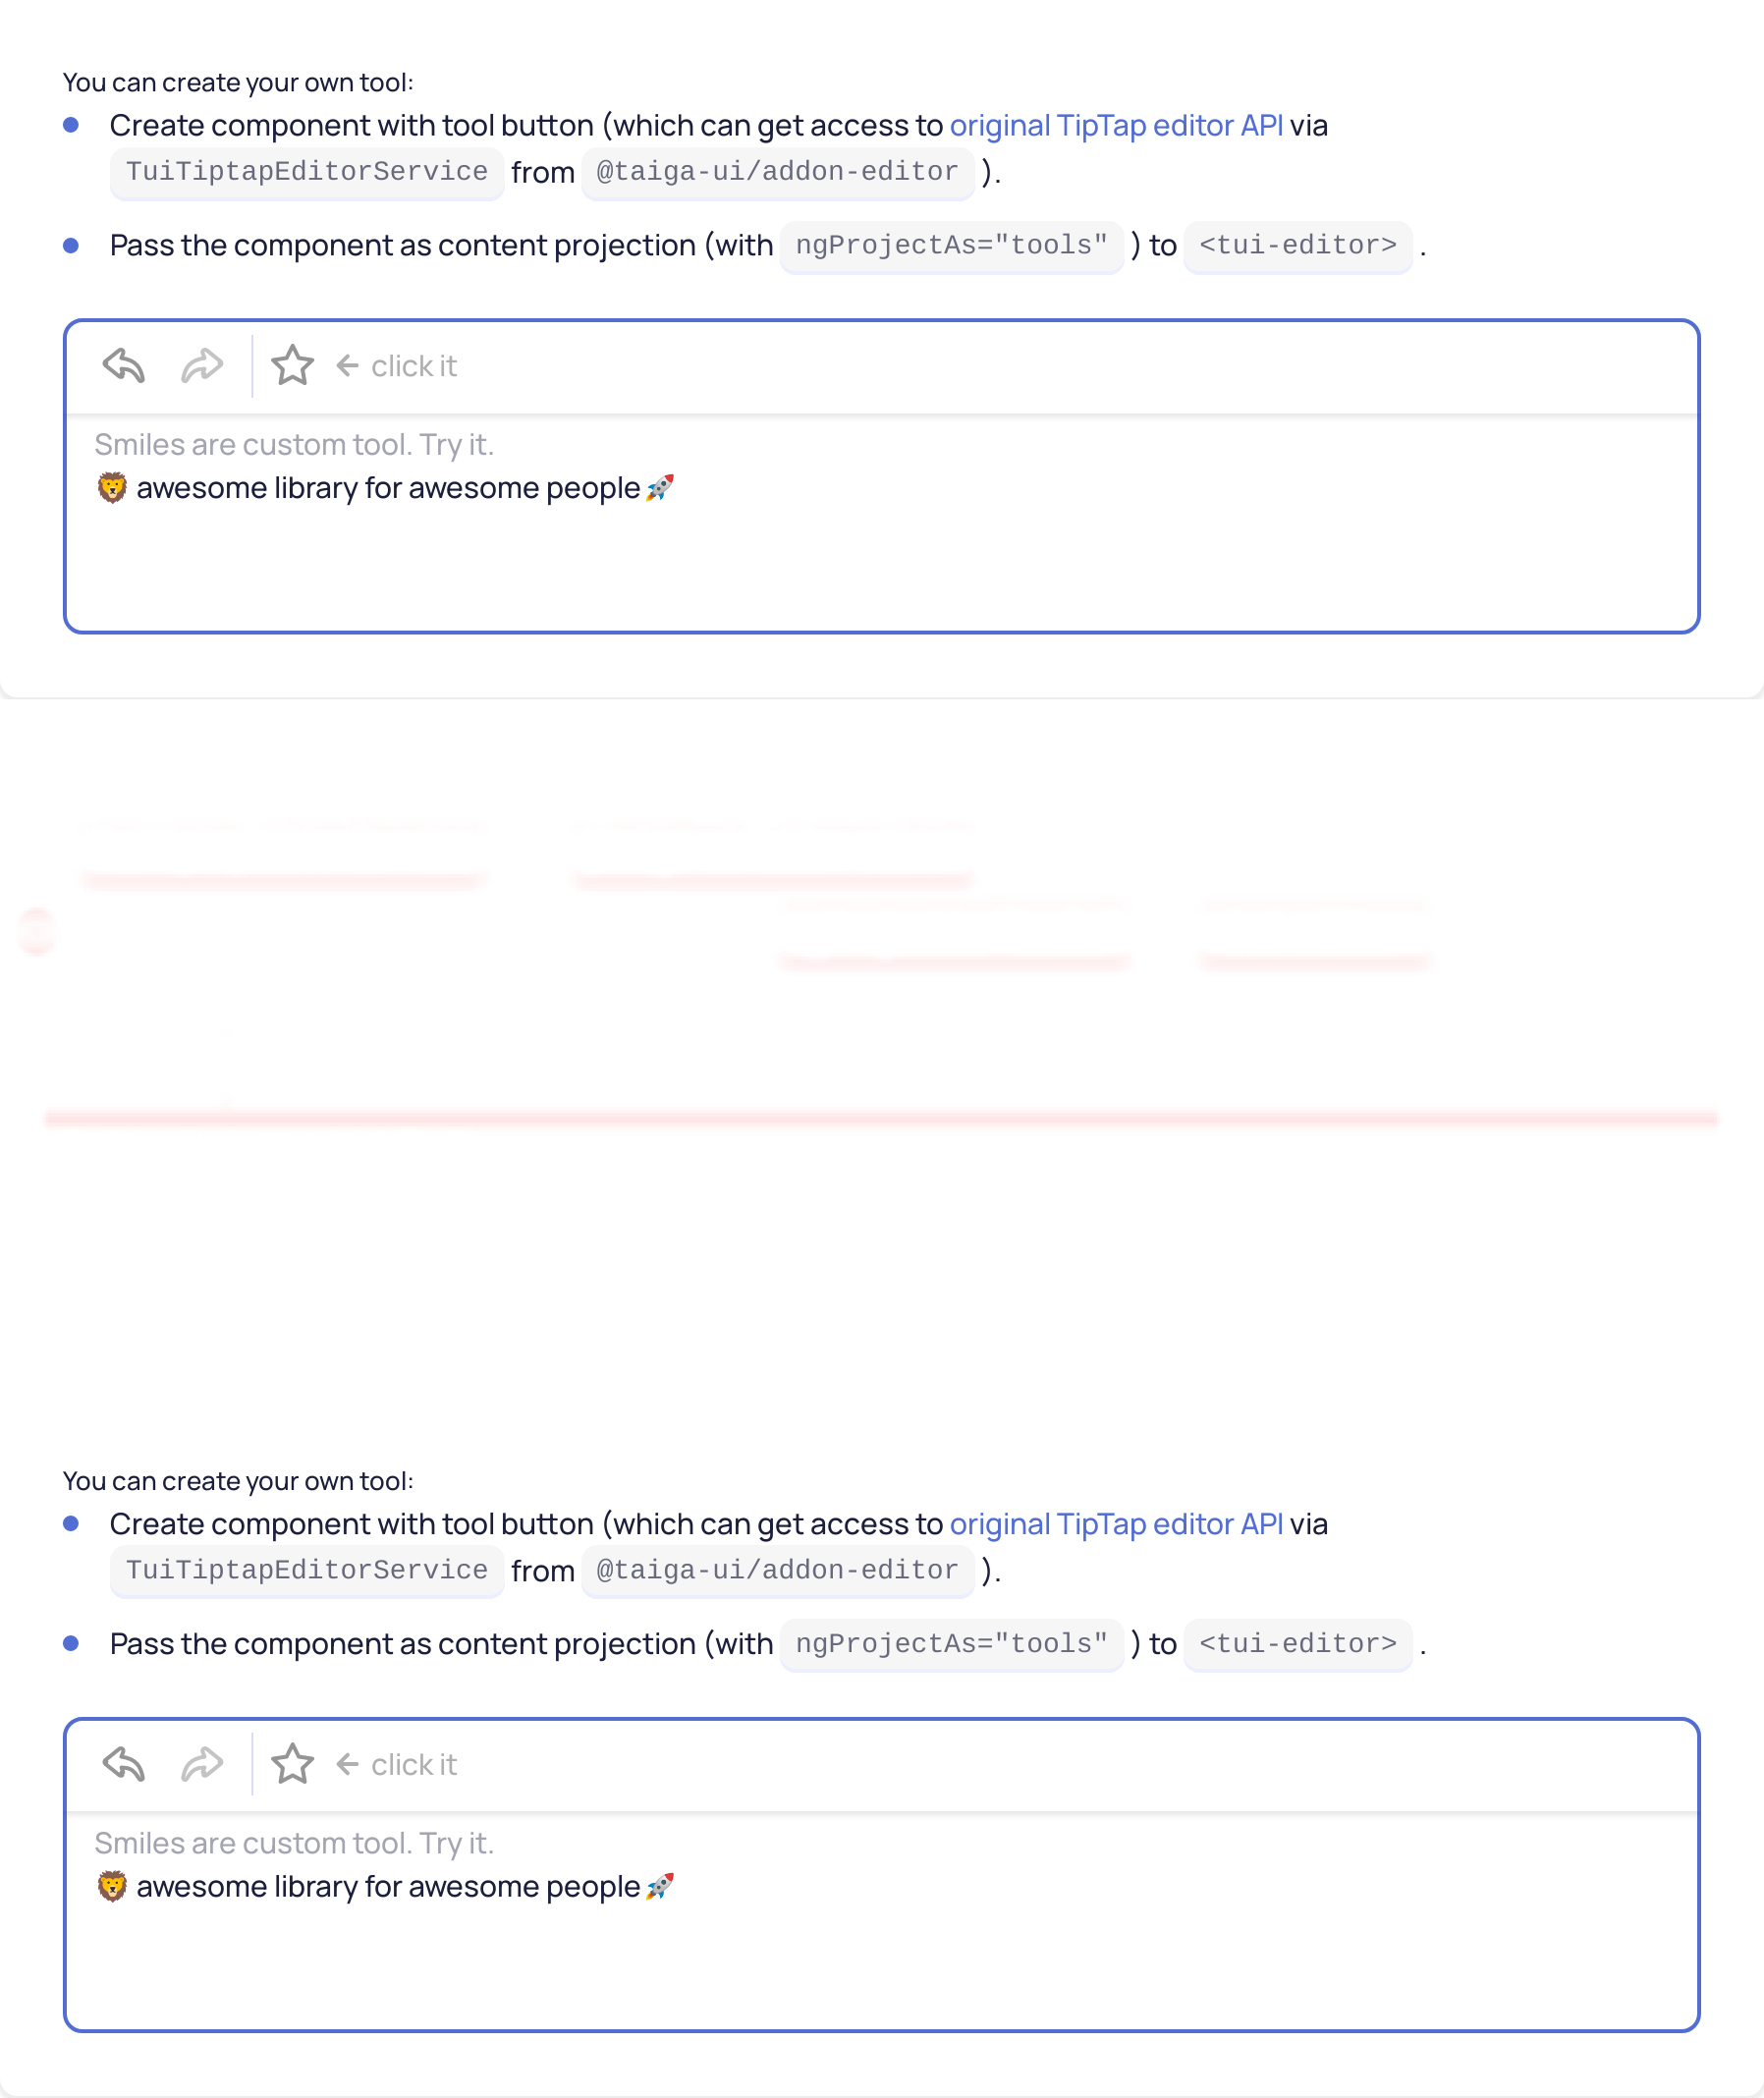 You can create your own tool:
Create component with tool button (which can get access to original TipTap editor API via
TuiTiptapEditorService from @taiga-ui/addon-editor ).
Pass the component as content projection (with ngProjectAs="tools" ) to <tui-editor> .
← click it
Smiles are custom tool. Try it.
🦁 awesome library for awesome people 🚀
You can create your own tool:
Create component with tool button (which can get access to original TipTap editor API via
TuiTiptapEditorService from @taiga-ui/addon-editor ).
Pass the component as content projection (with ngProjectAs="tools" ) to <tui-editor> .
← click it
Smiles are custom tool. Try it.
🦁 awesome library for awesome people 🚀